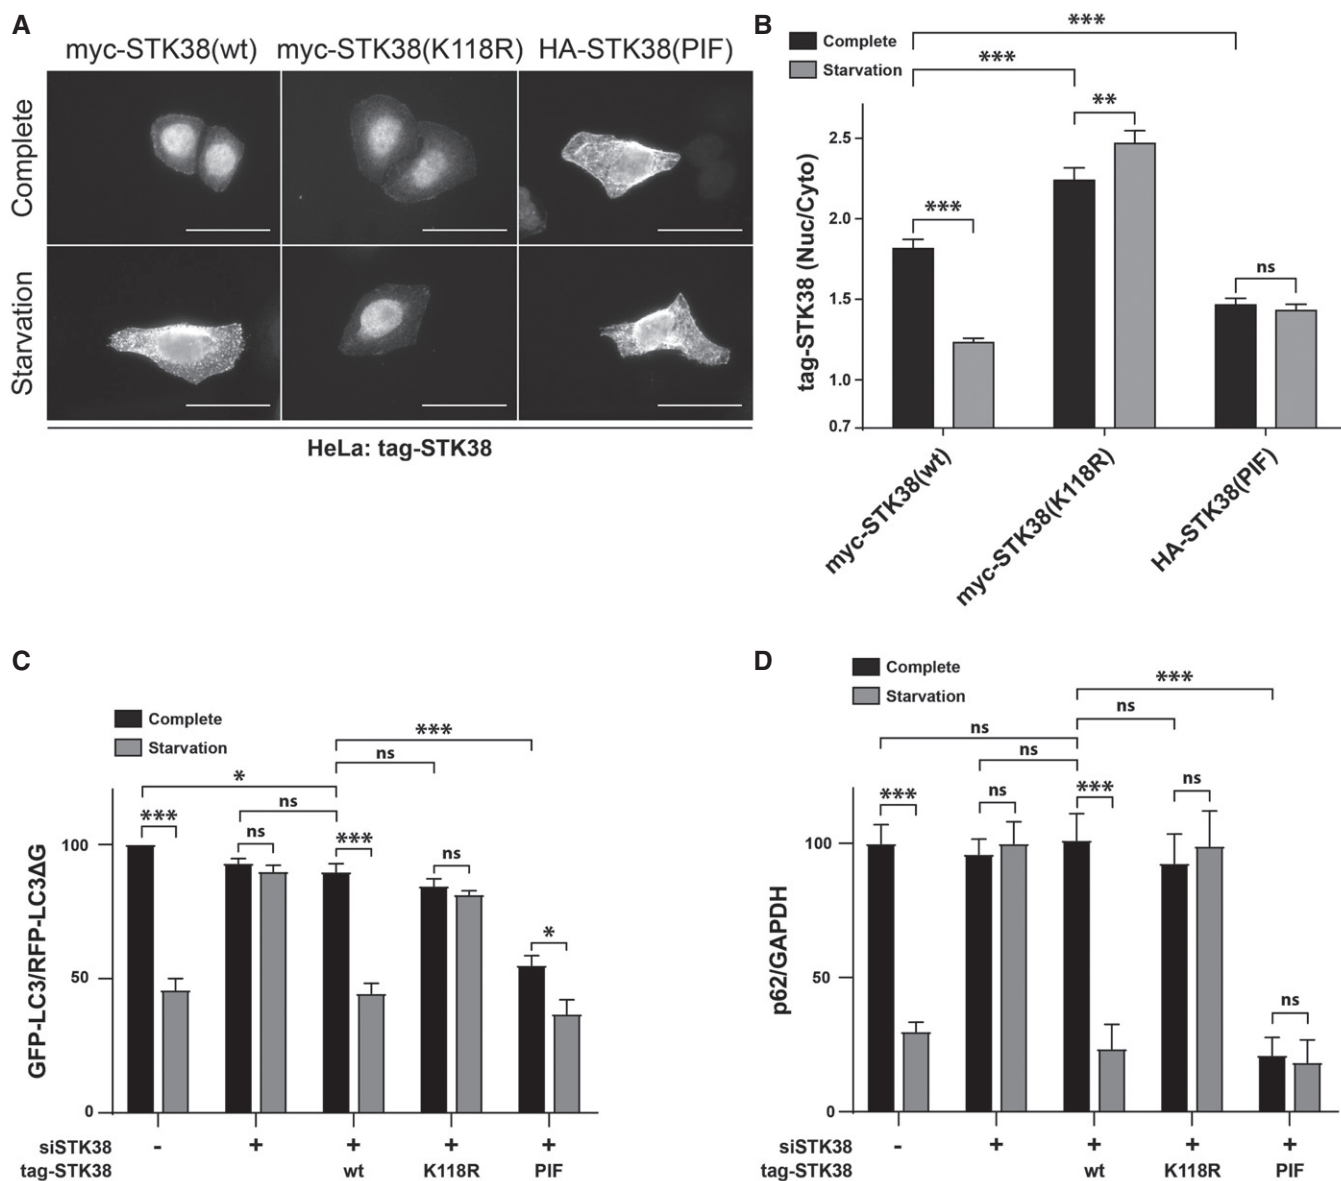 A
myc-STK38(wt) myc-STK38(K118R) HA-STK38(PIF)
Complete
Starvation
HeLa: tag-STK38
B
Complete
Starvation
***
***
**
***
ns
tag-STK38 (Nuc/Cyto)
2.5
2.0
1.5
1.0
0.7
myc-STK38(wt)
myc-STK38(K118R)
HA-STK38(PIF)
C
Complete
Starvation
***
ns
*
ns
***
ns
***
ns
*
GFP-LC3/RFP-LC3ΔG
100
50
0
siSTK38 - + + + +
tag-STK38 wt K118R PIF
D
Complete
Starvation
***
ns
ns
ns
***
ns
***
ns
ns
p62/GAPDH
100
50
0
siSTK38 - + + + +
tag-STK38 wt K118R PIF